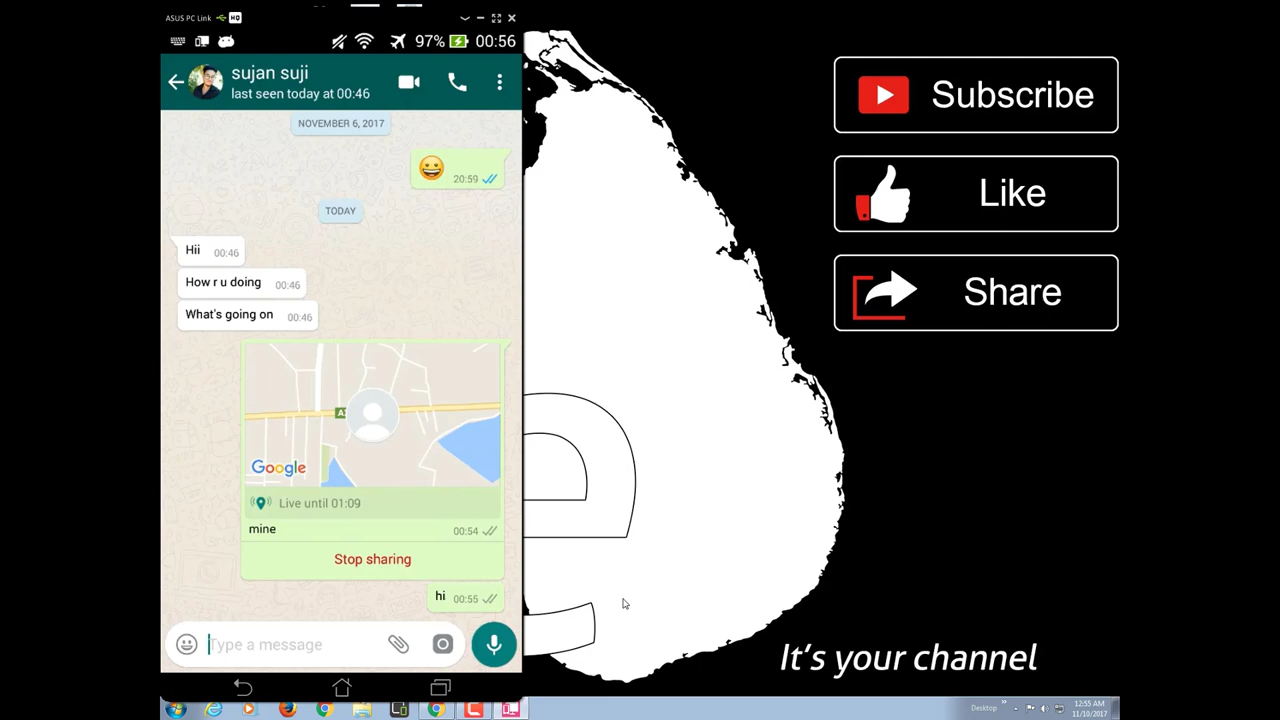 ASUS PC Link HQ
97% 00:56
sujan suji
last seen today at 00:46
NOVEMBER 6, 2017
20:59
TODAY
Hii 00:46
How r u doing 00:46
What's going on 00:46
Google
Live until 01:09
mine 00:54
Stop sharing
hi 00:55
Type a message
Subscribe
Like
Share
e
It's your channel
Desktop
12:55 AM
11/10/2017